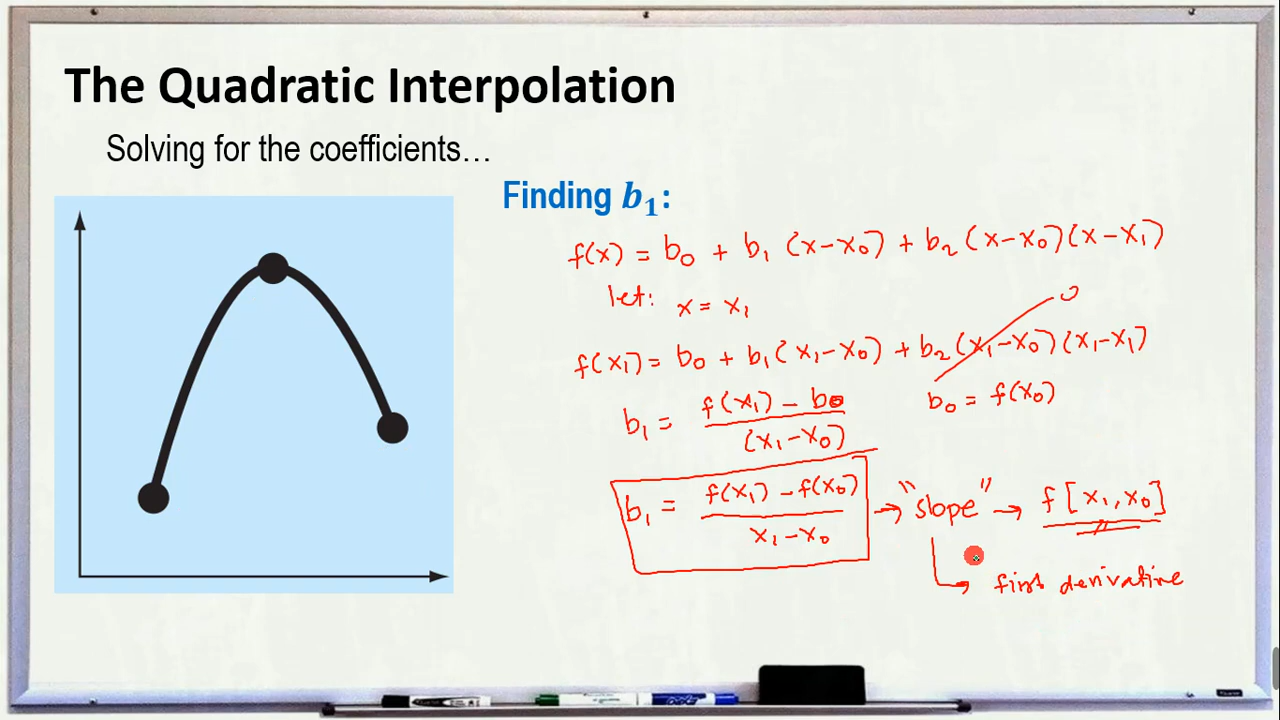 The Quadratic Interpolation
Solving for the coefficients…
Finding b₁:
f(x) = b₀ + b₁ (x-x₀) + b₂ (x-x₀)(x-x₁)
let: x = x₁
0
f(x₁) = b₀ + b₁(x₁-x₀) + b₂(x₁-x₀)(x₁-x₁)
b₁ = (f(x₁) - b₀)/(x₁-x₀)
b₀ = f(x₀)
b₁ = (f(x₁) - f(x₀))/(x₁-x₀) → "slope" → f[x₁,x₀]
→ first derivative